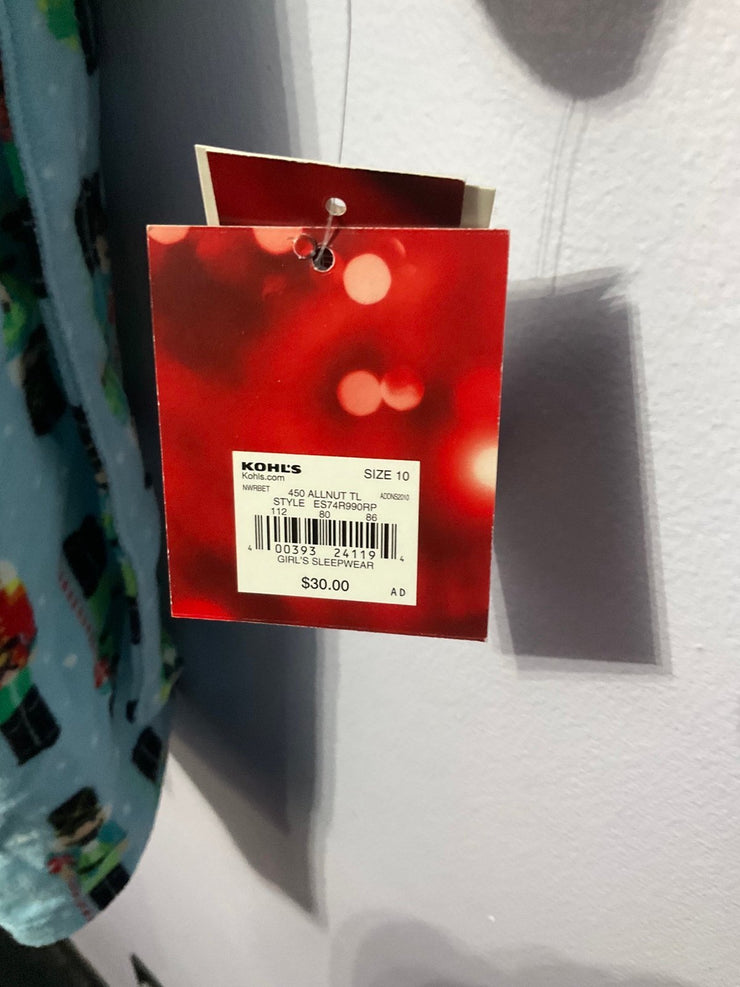 KOHL'S
Kohls.com
SIZE 10
NWRBET
450 ALLNUT TL
ADDNS2010
STYLE ES74R990RP
112 80 86
4 00393 24119 4
GIRL'S SLEEPWEAR
$30.00
AD